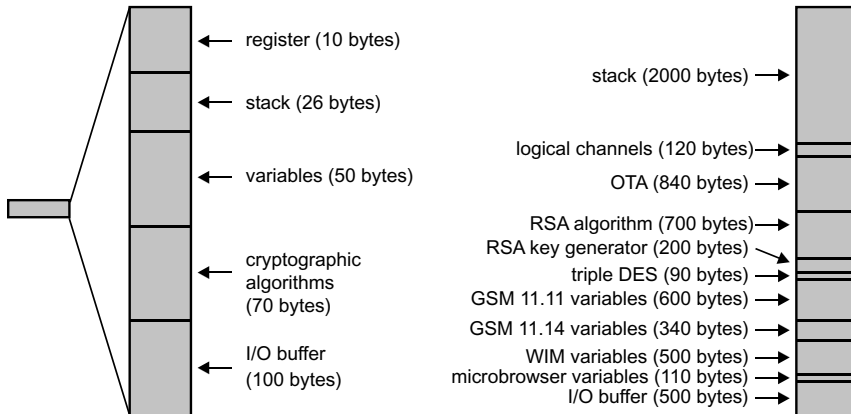 register (10 bytes)
stack (26 bytes)
variables (50 bytes)
cryptographic
algorithms
(70 bytes)
I/O buffer
(100 bytes)
stack (2000 bytes)
logical channels (120 bytes)
OTA (840 bytes)
RSA algorithm (700 bytes)
RSA key generator (200 bytes)
triple DES (90 bytes)
GSM 11.11 variables (600 bytes)
GSM 11.14 variables (340 bytes)
WIM variables (500 bytes)
microbrowser variables (110 bytes)
I/O buffer (500 bytes)